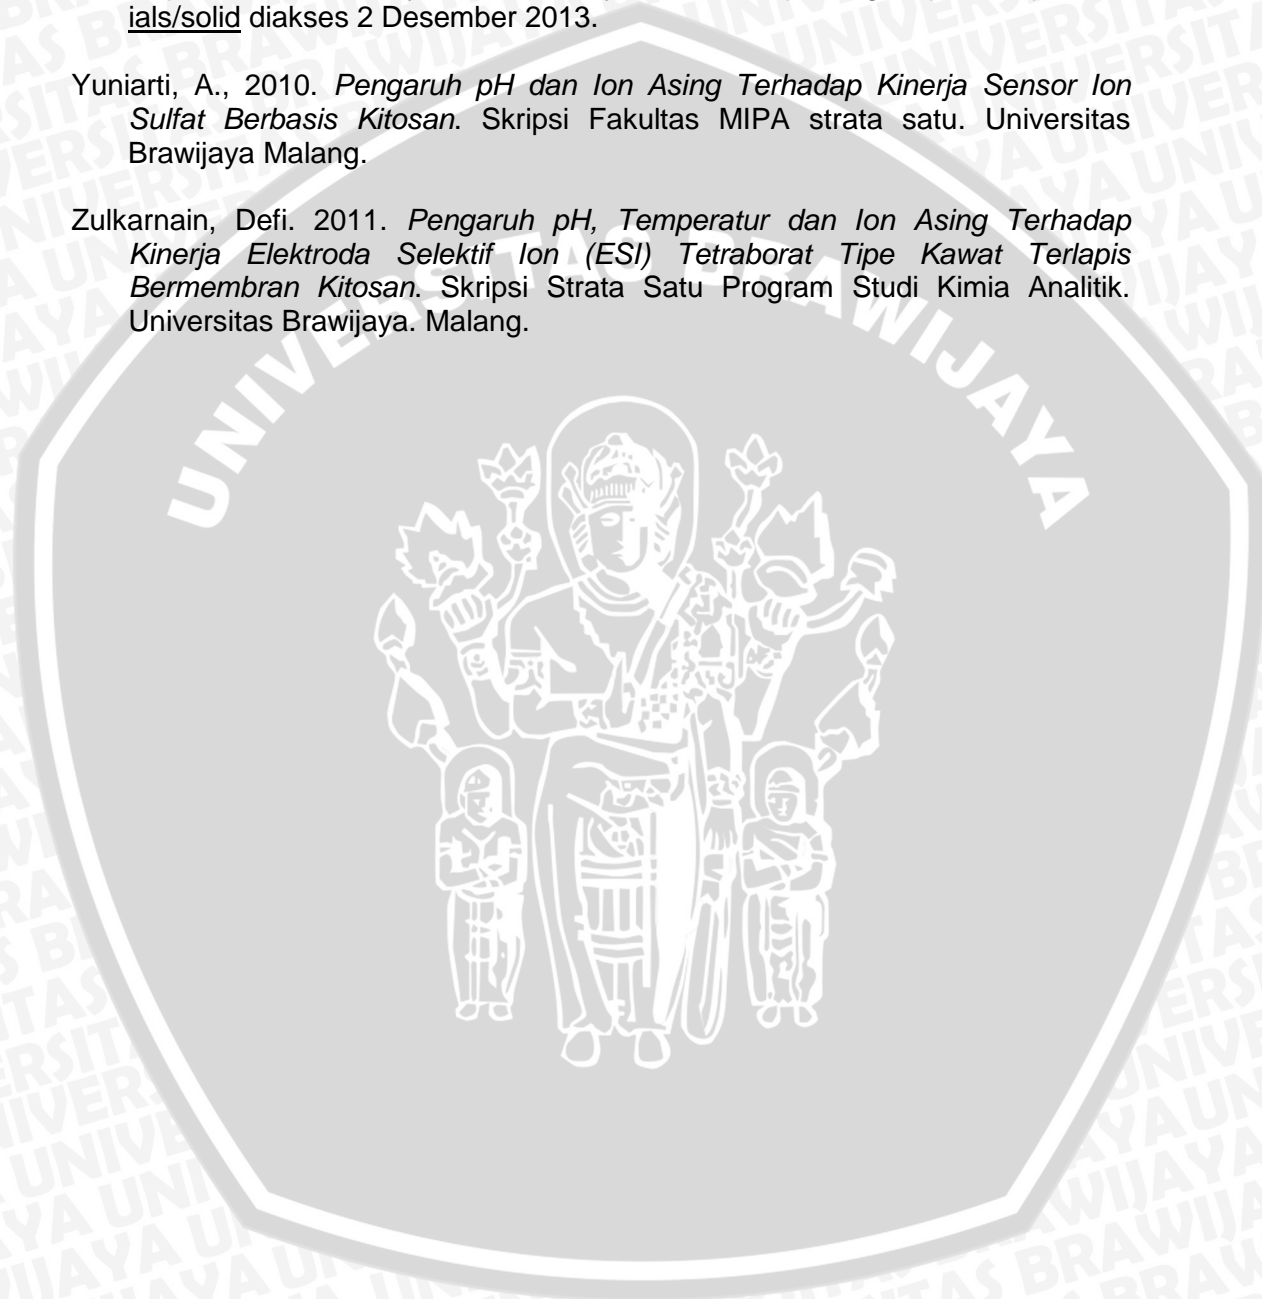 ials/solid diakses 2 Desember 2013.
Yuniarti, A., 2010. Pengaruh pH dan Ion Asing Terhadap Kinerja Sensor Ion
Sulfat Berbasis Kitosan. Skripsi Fakultas MIPA strata satu. Universitas
Brawijaya Malang.
Zulkarnain, Defi. 2011. Pengaruh pH, Temperatur dan Ion Asing Terhadap
Kinerja Elektroda Selektif Ion (ESI) Tetraborat Tipe Kawat Terlapis
Bermembran Kitosan. Skripsi Strata Satu Program Studi Kimia Analitik.
Universitas Brawijaya. Malang.
UNIVERSITAS BRAWIJAYA